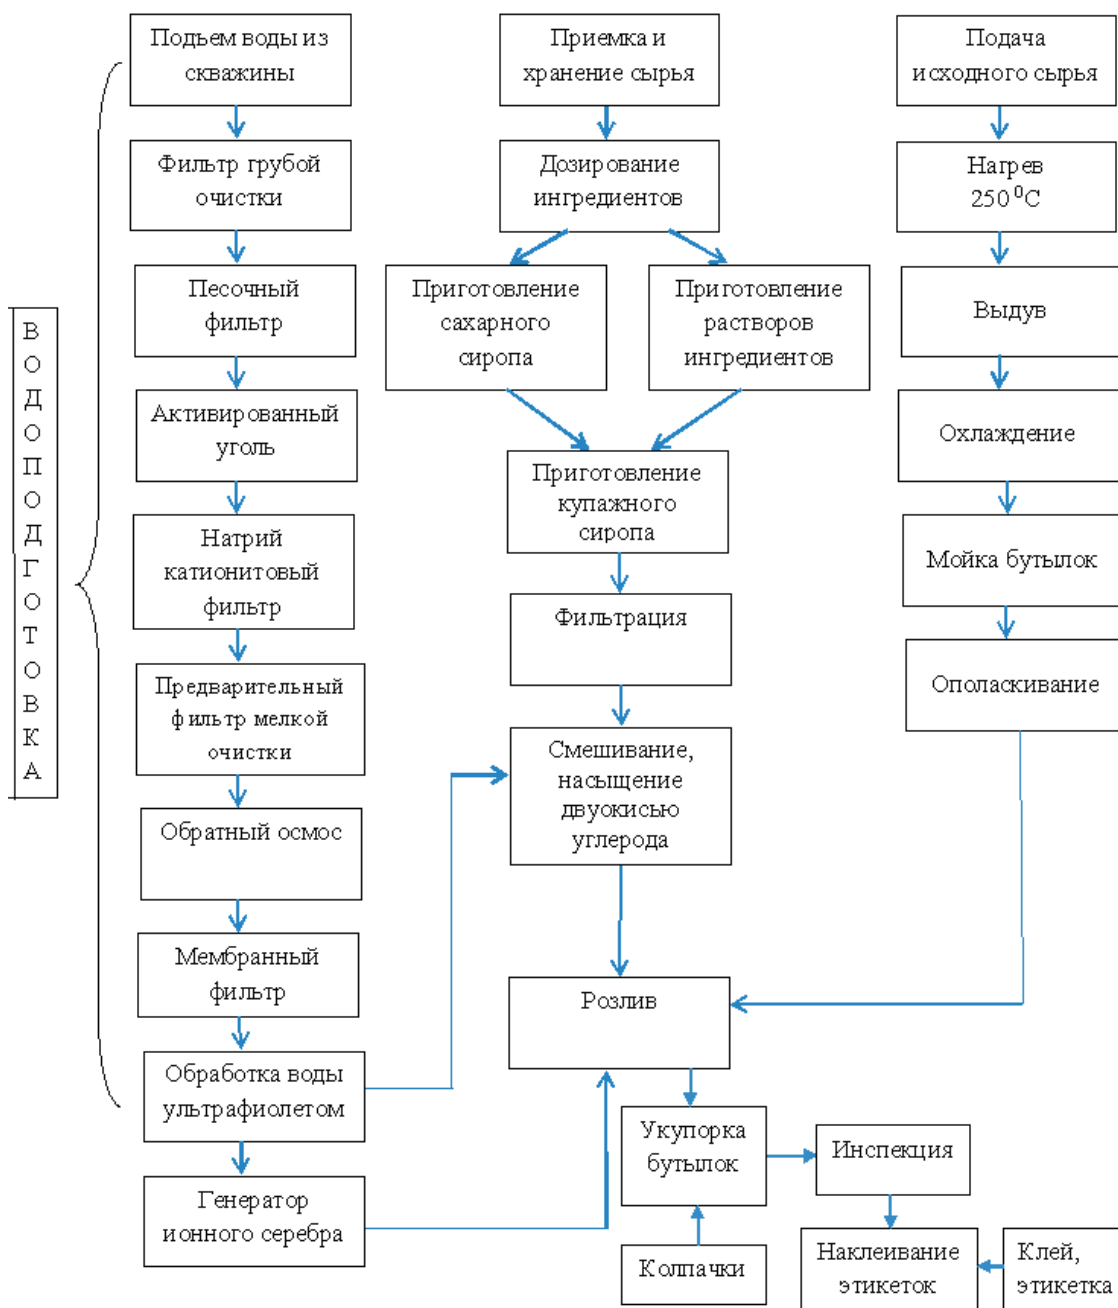 В
О
Д
О
П
О
Д
Г
О
Т
О
В
К
А
Подъем воды из
скважины
Фильтр грубой
очистки
Песочный
фильтр
Активированный
уголь
Натрий
катионитовый
фильтр
Предварительный
фильтр мелкой
очистки
Обратный осмос
Мембранный
фильтр
Обработка воды
ультрафиолетом
Генератор
ионного серебра
Приемка и
хранение сырья
Дозирование
ингредиентов
Приготовление
сахарного
сиропа
Приготовление
растворов
ингредиентов
Приготовление
купажного
сиропа
Фильтрация
Смешивание,
насыщение
двуокисью
углерода
Розлив
Укупорка
бутылок
Колпачки
Инспекция
Наклеивание
этикеток
Клей,
этикетка
Подача
исходного сырья
Нагрев
250 ⁰С
Выдув
Охлаждение
Мойка бутылок
Ополаскивание